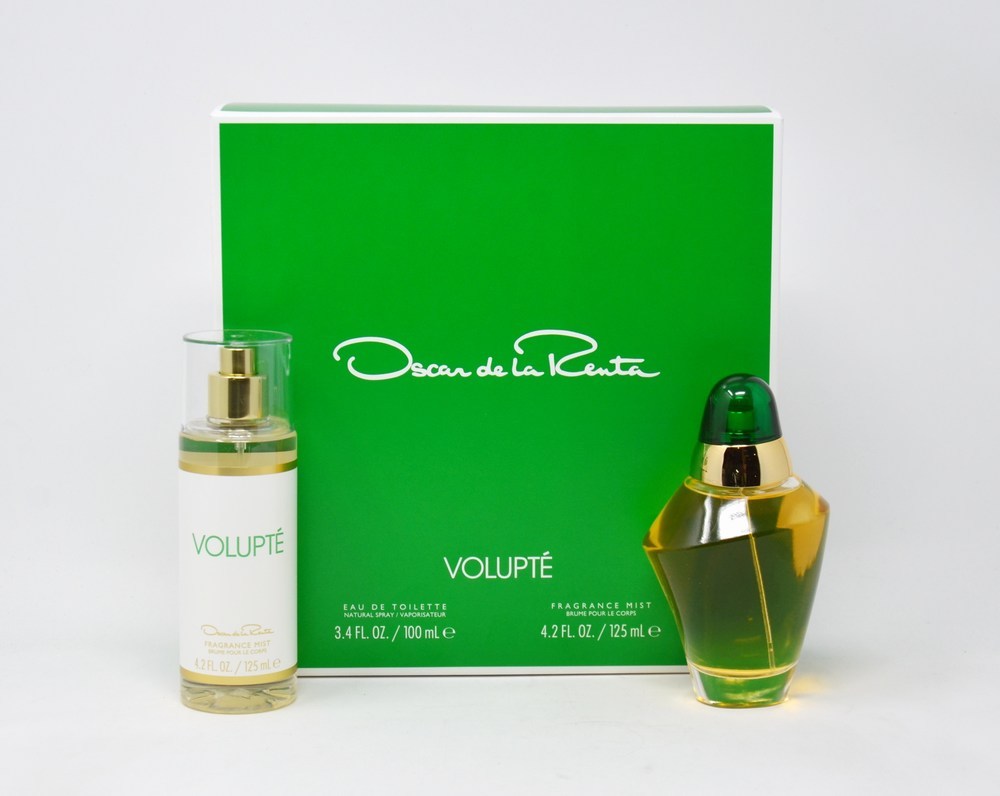 Oscar de la Renta
VOLUPTÉ
EAU DE TOILETTE
NATURAL SPRAY / VAPORISATEUR
3.4 FL. OZ. / 100 mL ℮
FRAGRANCE MIST
BRUME POUR LE CORPS
4.2 FL. OZ. / 125 mL ℮
VOLUPTÉ
Oscar de la Renta
FRAGRANCE MIST
BRUME POUR LE CORPS
4.2 FL. OZ. / 125 mL ℮